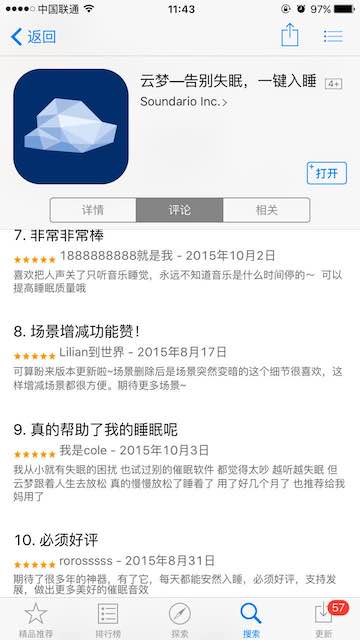 中国联通 11:43 97%
返回
云梦—告别失眠，一键入睡 4+
Soundario Inc. >
+打开
详情 评论 相关
7. 非常非常棒
★★★★★ 1888888888就是我 - 2015年10月2日
喜欢把人声关了只听音乐睡觉，永远不知道音乐是什么时间停的～ 可以
提高睡眠质量哦
8. 场景增减功能赞！
★★★★★ Lilian到世界 - 2015年8月17日
可算盼来版本更新啦~场景删除后是场景突然变暗的这个细节很喜欢，这
样增减场景都很方便。期待更多场景~
9. 真的帮助了我的睡眠呢
★★★★★ 我是cole - 2015年10月3日
我从小就有失眠的困扰 也试过别的催眠软件 都觉得太吵 越听越失眠 但
云梦跟着人生去放松 真的慢慢放松了睡着了 用了好几个月了 也推荐给我
妈用了
10. 必须好评
★★★★★ rorosssss - 2015年8月31日
期待了很多年的神器，有了它，每天都能安然入睡，必须好评，支持发
展，做出更多美好的催眠音效
精品推荐 排行榜 探索 搜索 更新 57